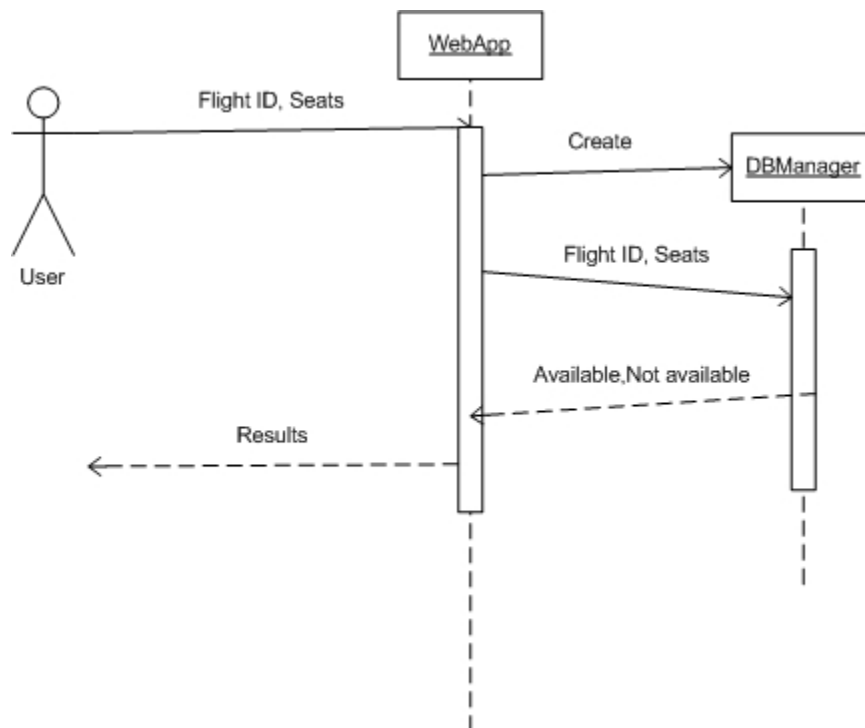 WebApp
Flight ID, Seats
Create
DBManager
User
Flight ID, Seats
Available,Not available
Results